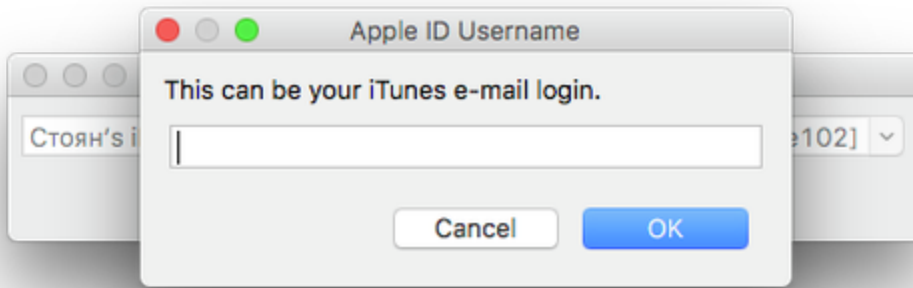 Apple ID Username
This can be your iTunes e-mail login.
Стоян's i
e102]
Cancel
OK